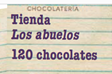 CHOCOLATERÍA
Tienda
Los abuelos
120 chocolates